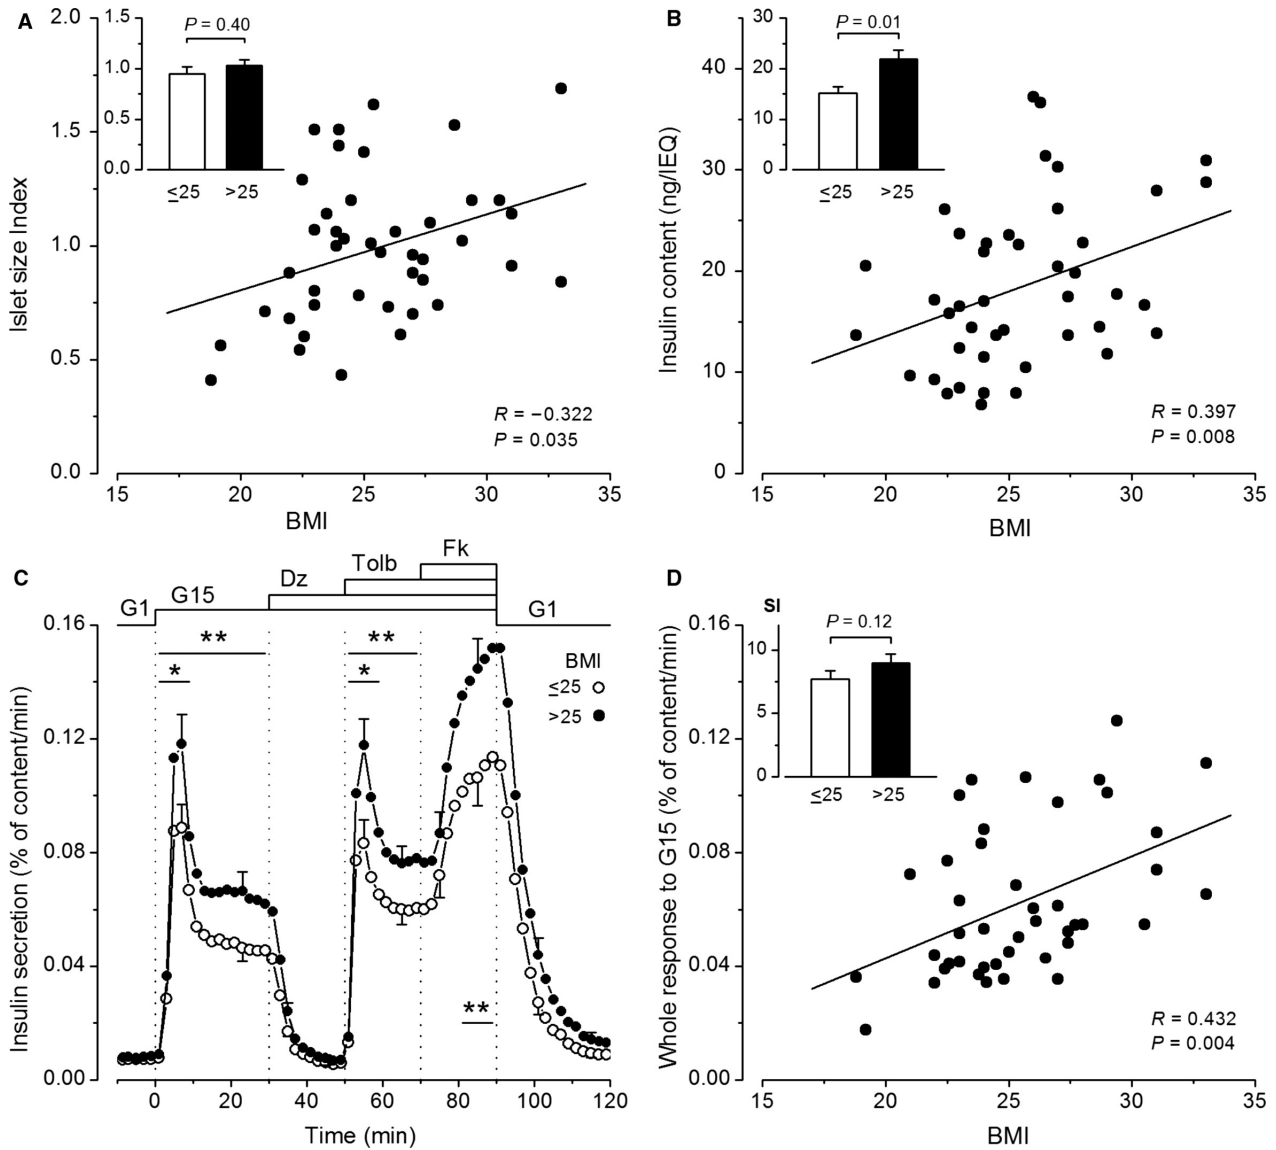 A
Islet size Index
2.0
1.5
1.0
0.5
0.0
15
20
25
30
35
BMI
1.5
1.0
0.5
0.0
P = 0.40
≤25
>25
R = −0.322
P = 0.035
B
Insulin content (ng/IEQ)
40
30
20
10
0
15
20
25
30
35
BMI
30
20
10
0
P = 0.01
≤25
>25
R = 0.397
P = 0.008
C
Fk
Tolb
Dz
G15
G1
G1
Insulin secretion (% of content/min)
0.16
0.12
0.08
0.04
0.00
**
*
**
*
**
BMI
≤25
>25
0
20
40
60
80
100
120
Time (min)
D
Whole response to G15 (% of content/min)
0.16
0.12
0.08
0.04
0.00
15
20
25
30
35
BMI
SI
10
5
0
P = 0.12
≤25
>25
R = 0.432
P = 0.004